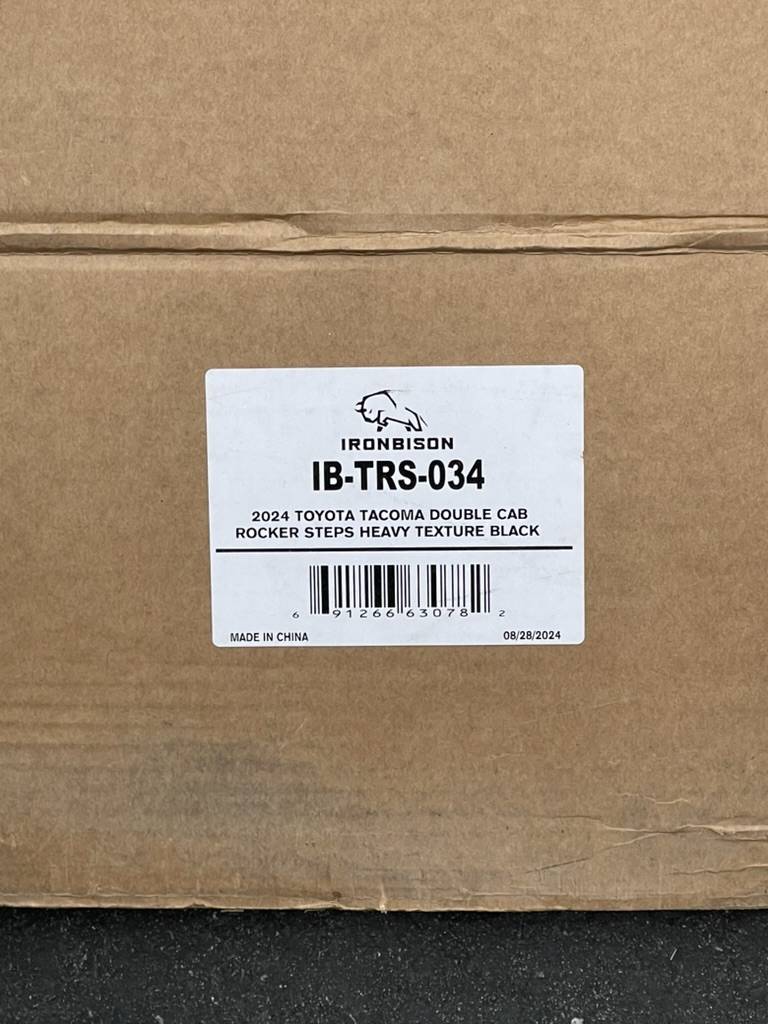 IRONBISON
IB-TRS-034
2024 TOYOTA TACOMA DOUBLE CAB
ROCKER STEPS HEAVY TEXTURE BLACK
6 91266 63078 2
MADE IN CHINA 08/28/2024